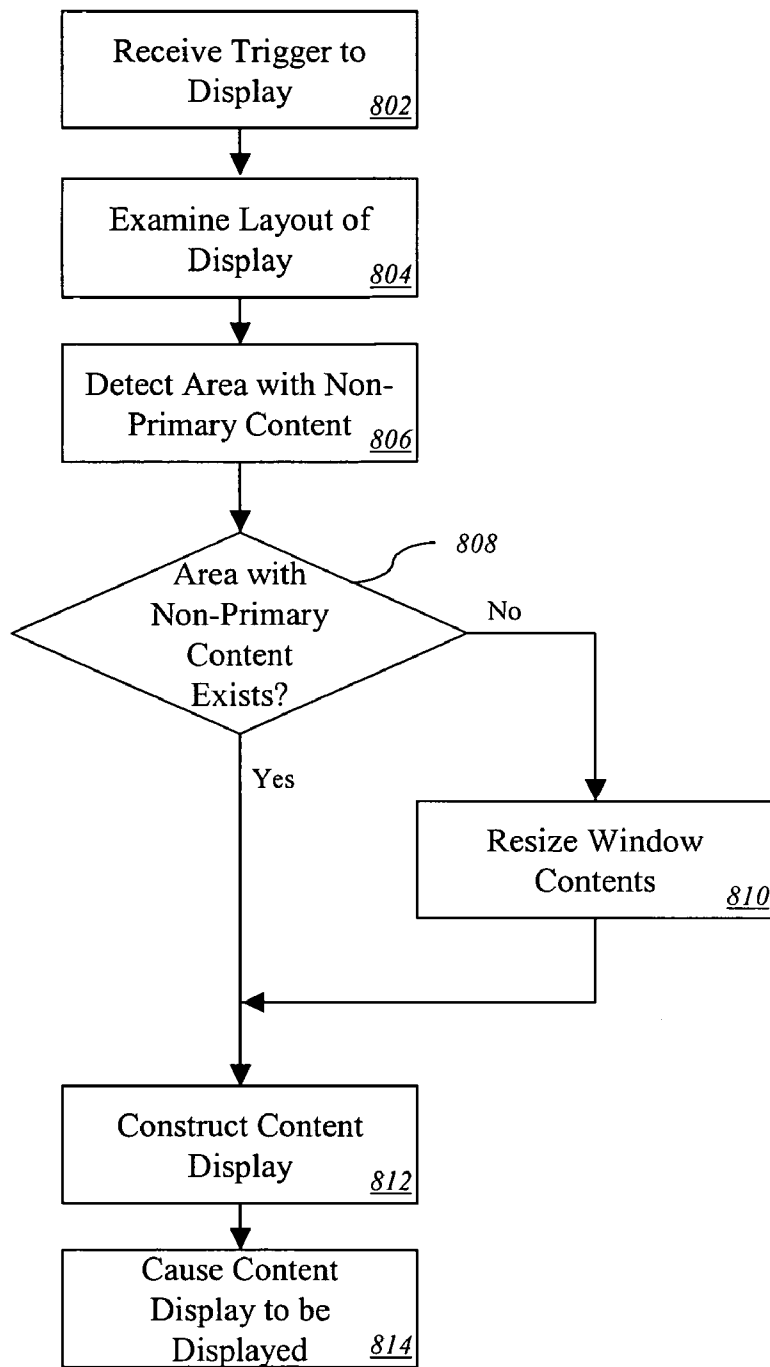 Receive Trigger to
Display
802
Examine Layout of
Display
804
Detect Area with Non-
Primary Content
806
808
Area with
Non-Primary
Content
Exists?
No
Yes
Resize Window
Contents
810
Construct Content
Display
812
Cause Content
Display to be
Displayed
814